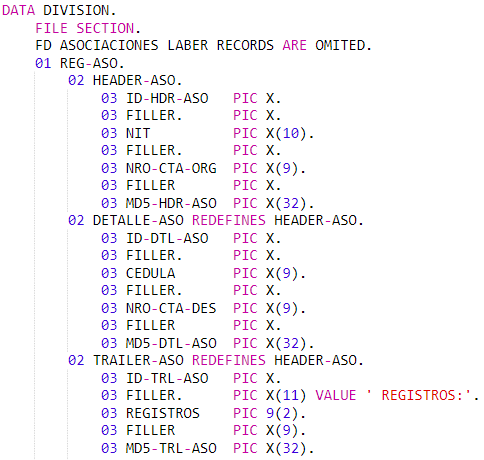 DATA DIVISION.
FILE SECTION.
FD ASOCIACIONES LABER RECORDS ARE OMITED.
01 REG-ASO.
02 HEADER-ASO.
03 ID-HDR-ASO PIC X.
03 FILLER. PIC X.
03 NIT PIC X(10).
03 FILLER. PIC X.
03 NRO-CTA-ORG PIC X(9).
03 FILLER PIC X.
03 MD5-HDR-ASO PIC X(32).
02 DETALLE-ASO REDEFINES HEADER-ASO.
03 ID-DTL-ASO PIC X.
03 FILLER. PIC X.
03 CEDULA PIC X(9).
03 FILLER. PIC X.
03 NRO-CTA-DES PIC X(9).
03 FILLER PIC X.
03 MD5-DTL-ASO PIC X(32).
02 TRAILER-ASO REDEFINES HEADER-ASO.
03 ID-TRL-ASO PIC X.
03 FILLER. PIC X(11) VALUE ' REGISTROS:'.
03 REGISTROS PIC 9(2).
03 FILLER PIC X(9).
03 MD5-TRL-ASO PIC X(32).